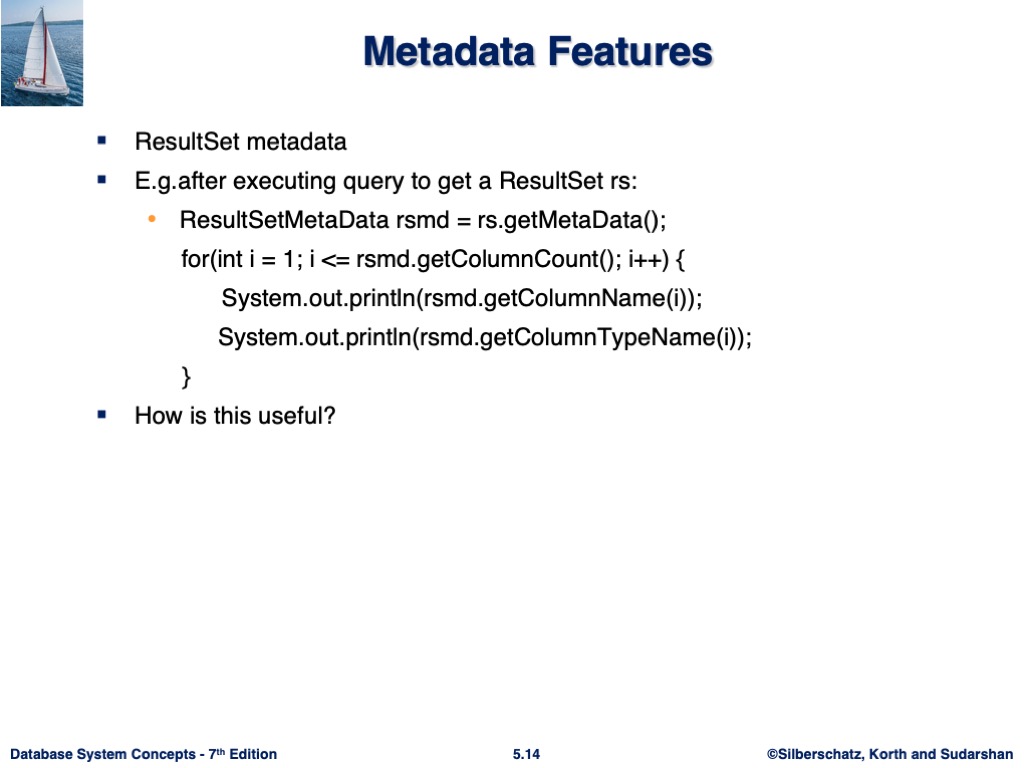 Metadata Features
▪ ResultSet metadata
▪ E.g.after executing query to get a ResultSet rs:
• ResultSetMetaData rsmd = rs.getMetaData();
for(int i = 1; i <= rsmd.getColumnCount(); i++) {
System.out.println(rsmd.getColumnName(i));
System.out.println(rsmd.getColumnTypeName(i));
}
▪ How is this useful?
Database System Concepts - 7th Edition
5.14
©Silberschatz, Korth and Sudarshan